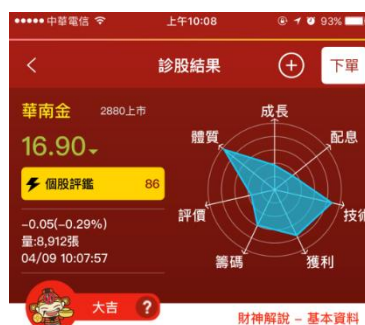 中華電信 上午10:08 93%
診股結果
下單
華南金 2880上市
16.90
個股評鑑 86
-0.05(-0.29%)
量:8,912張
04/09 10:07:57
成長
配息
技術
獲利
籌碼
評價
體質
大吉 ?
財神解說 – 基本資料